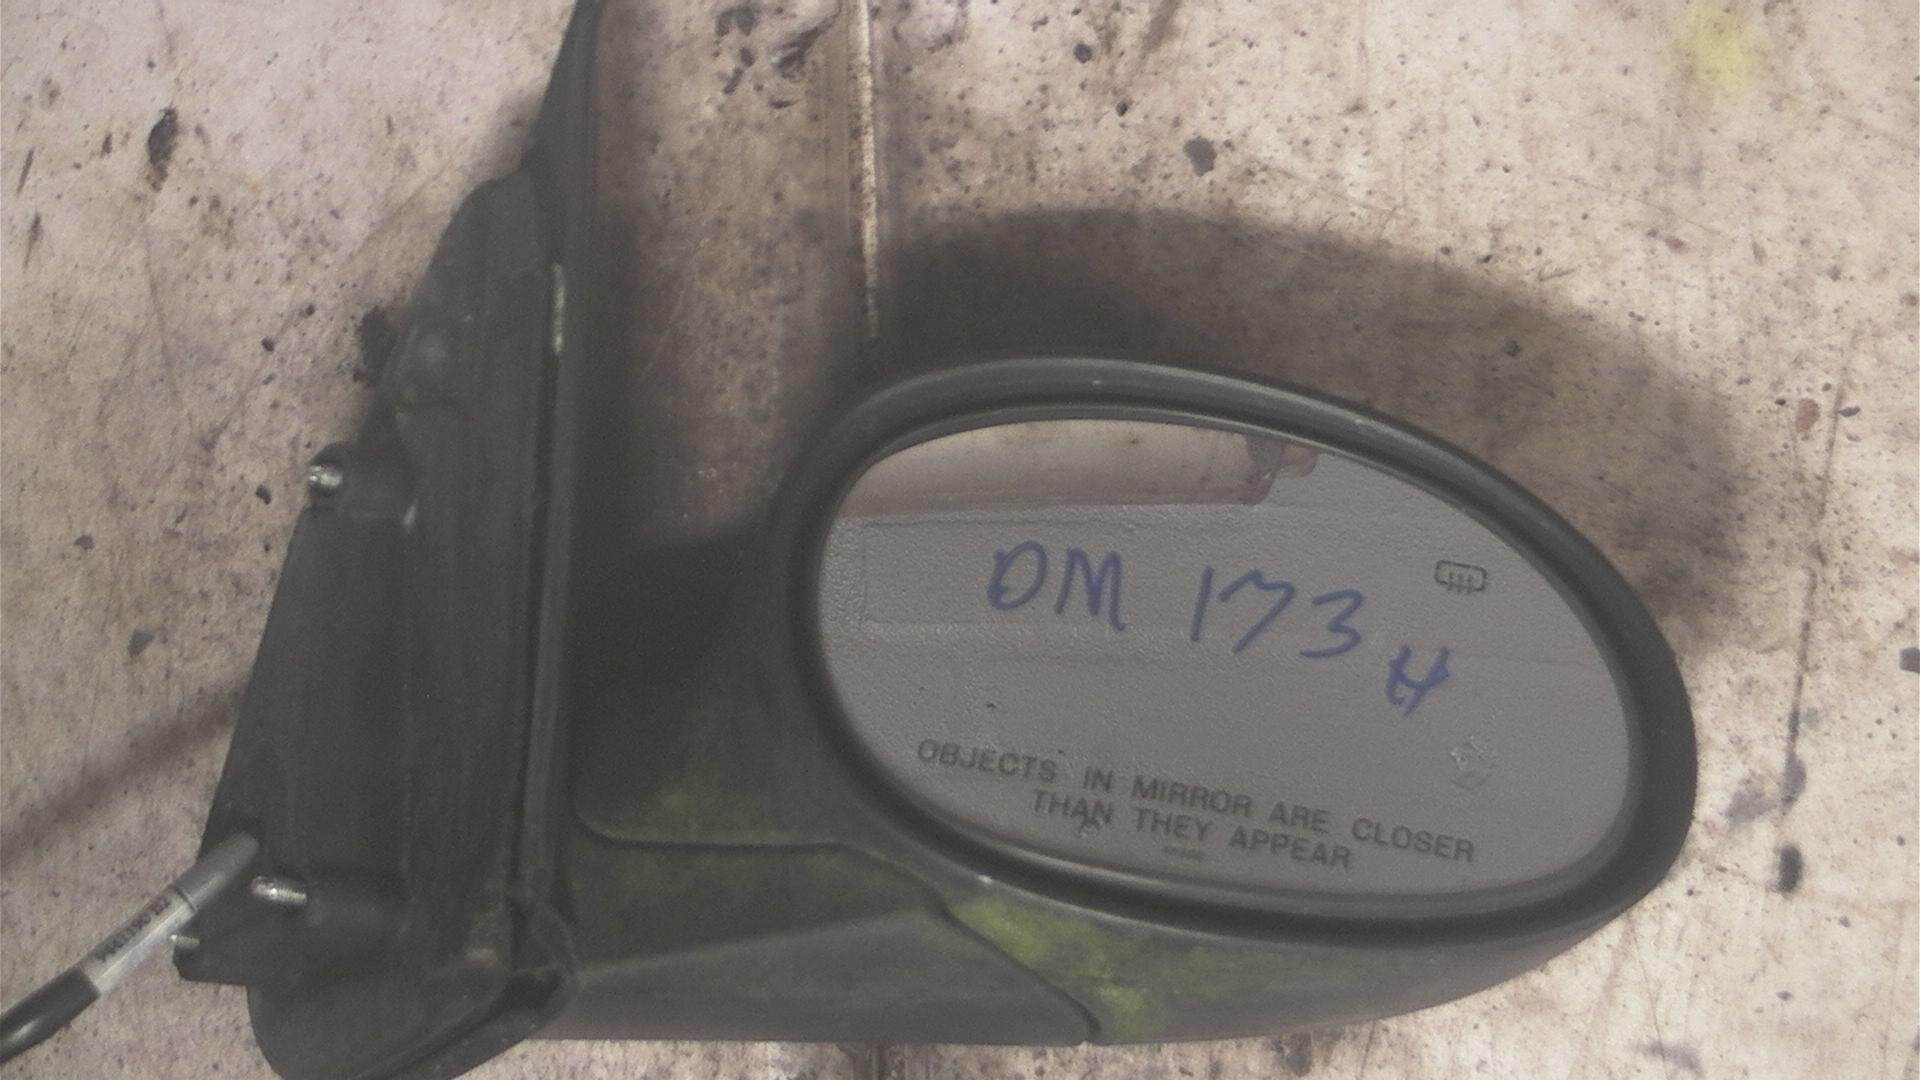 DM 173 H
OBJECTS IN MIRROR ARE CLOSER
THAN THEY APPEAR